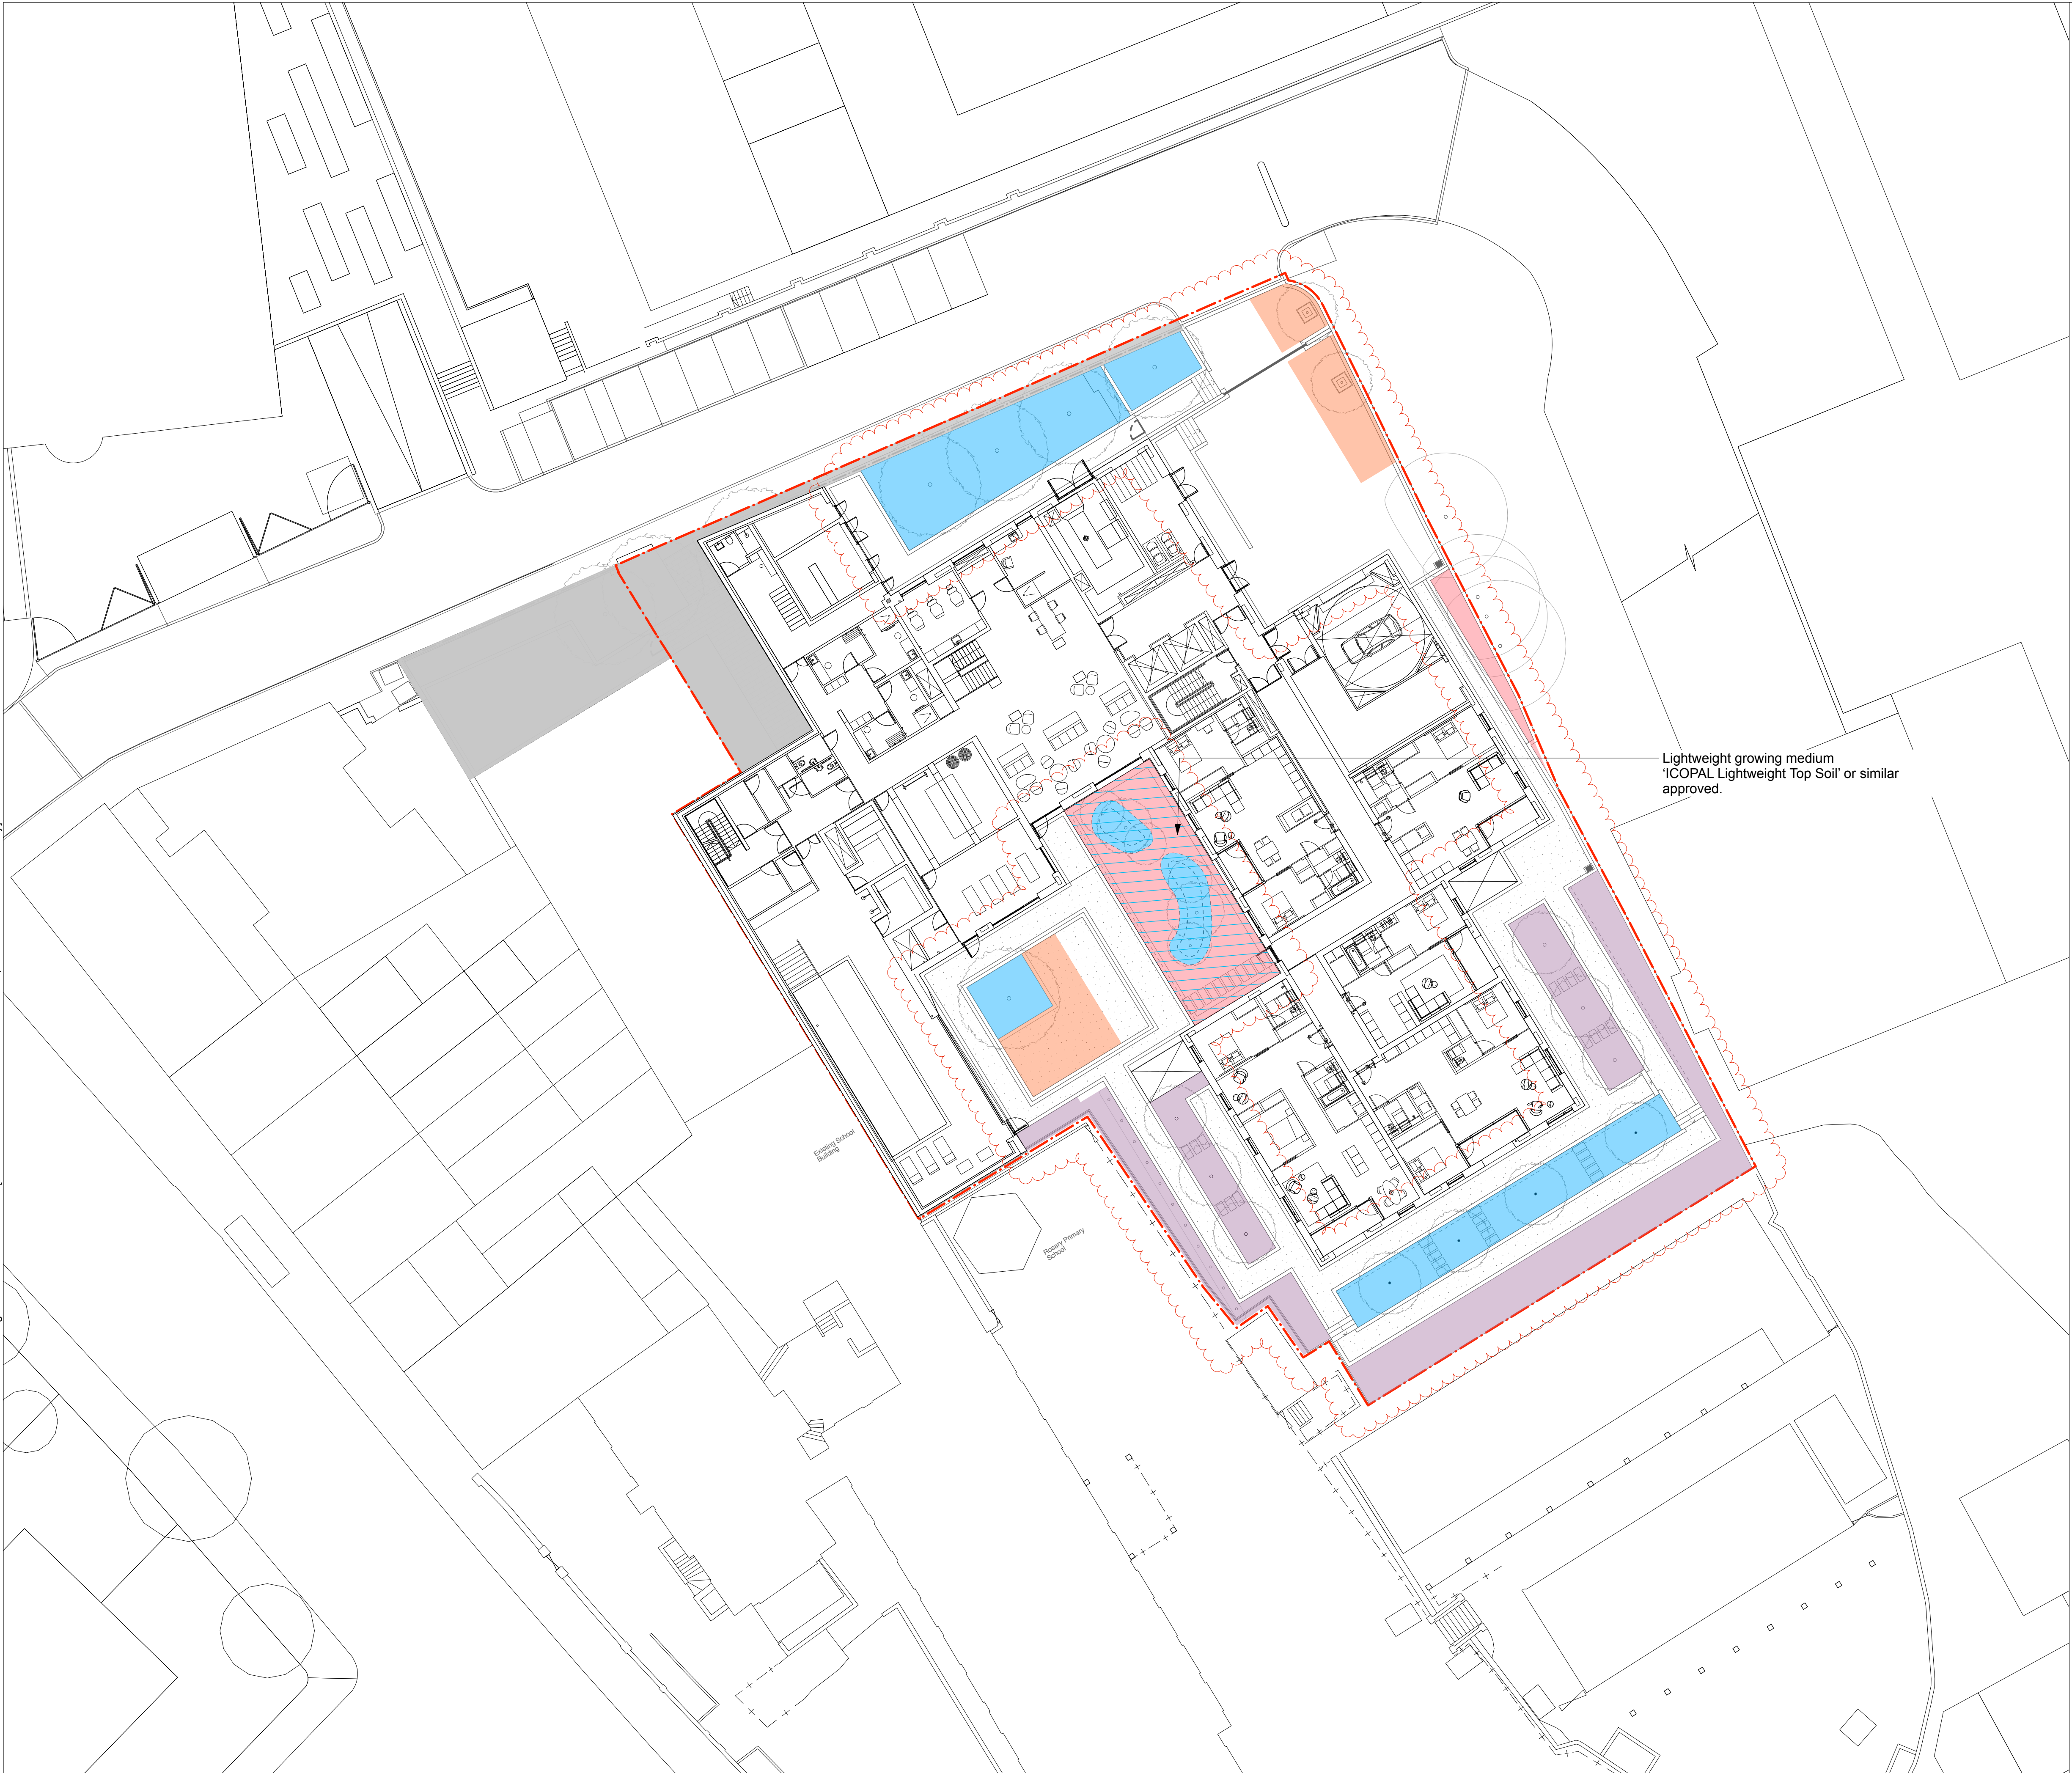 Lightweight growing medium
‘ICOPAL Lightweight Top Soil’ or similar
approved.
Existing School
Building
Rosary Primary
School